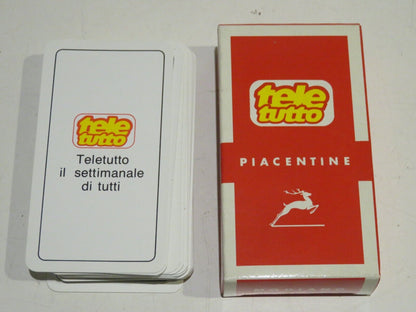 tele
tutto
Teletutto
il settimanale
di tutti
tele
tutto
PIACENTINE